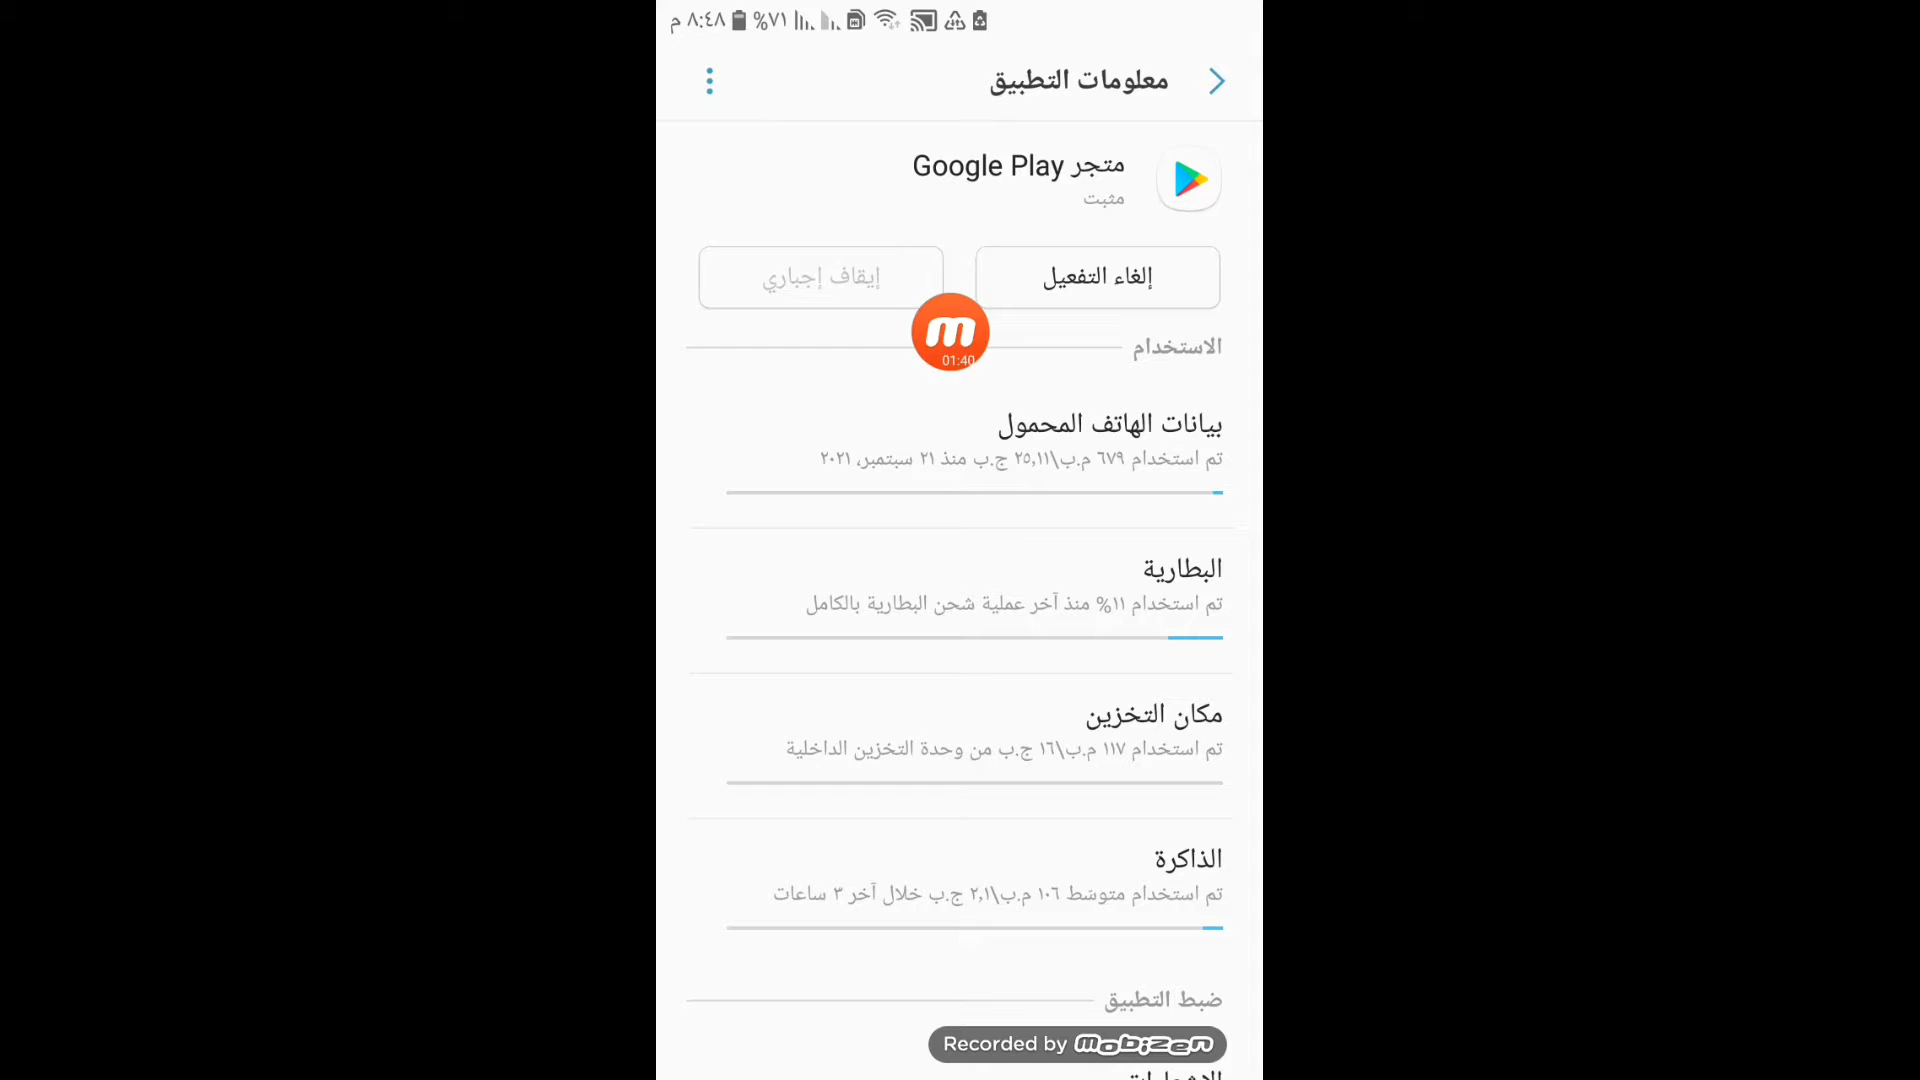 ٨:٤٨ م ٧١%
معلومات التطبيق
متجر Google Play
مثبت
إلغاء التفعيل
إيقاف إجباري
m
01:40
الاستخدام
بيانات الهاتف المحمول
تم استخدام ٦٧٩ م.ب\٢٥,١١ ج.ب منذ ٢١ سبتمبر، ٢٠٢١
البطارية
تم استخدام ١١% منذ آخر عملية شحن البطارية بالكامل
مكان التخزين
تم استخدام ١١٧ م.ب\١٦ ج.ب من وحدة التخزين الداخلية
الذاكرة
تم استخدام متوسّط ١٠٦ م.ب\٢,١ ج.ب خلال آخر ٣ ساعات
ضبط التطبيق
Recorded by mobizen